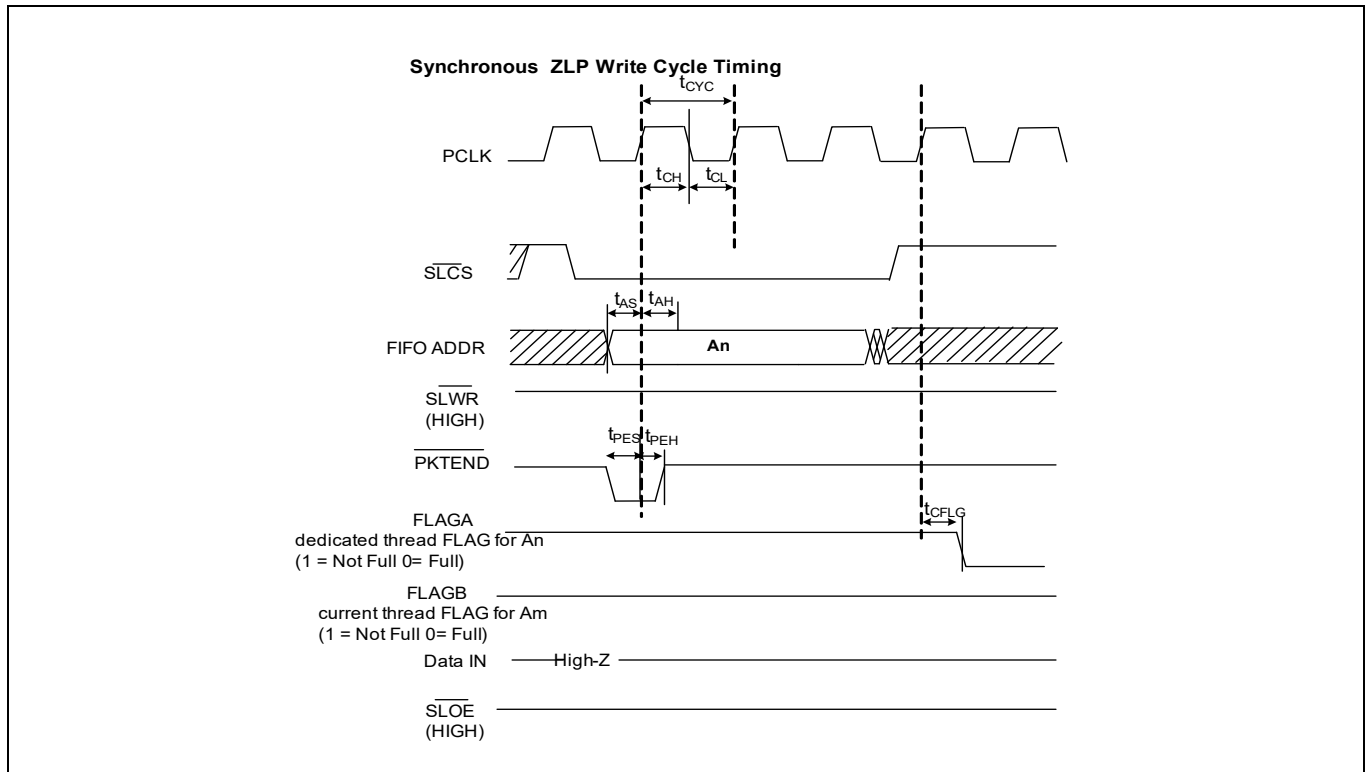 Synchronous ZLP Write Cycle Timing
tCYC
PCLK
tCH
tCL
SLCS
tAS
tAH
FIFO ADDR
An
SLWR
(HIGH)
tPES
tPEH
PKTEND
FLAGA
dedicated thread FLAG for An
(1 = Not Full 0= Full)
tCFLG
FLAGB
current thread FLAG for Am
(1 = Not Full 0= Full)
Data IN
High-Z
SLOE
(HIGH)